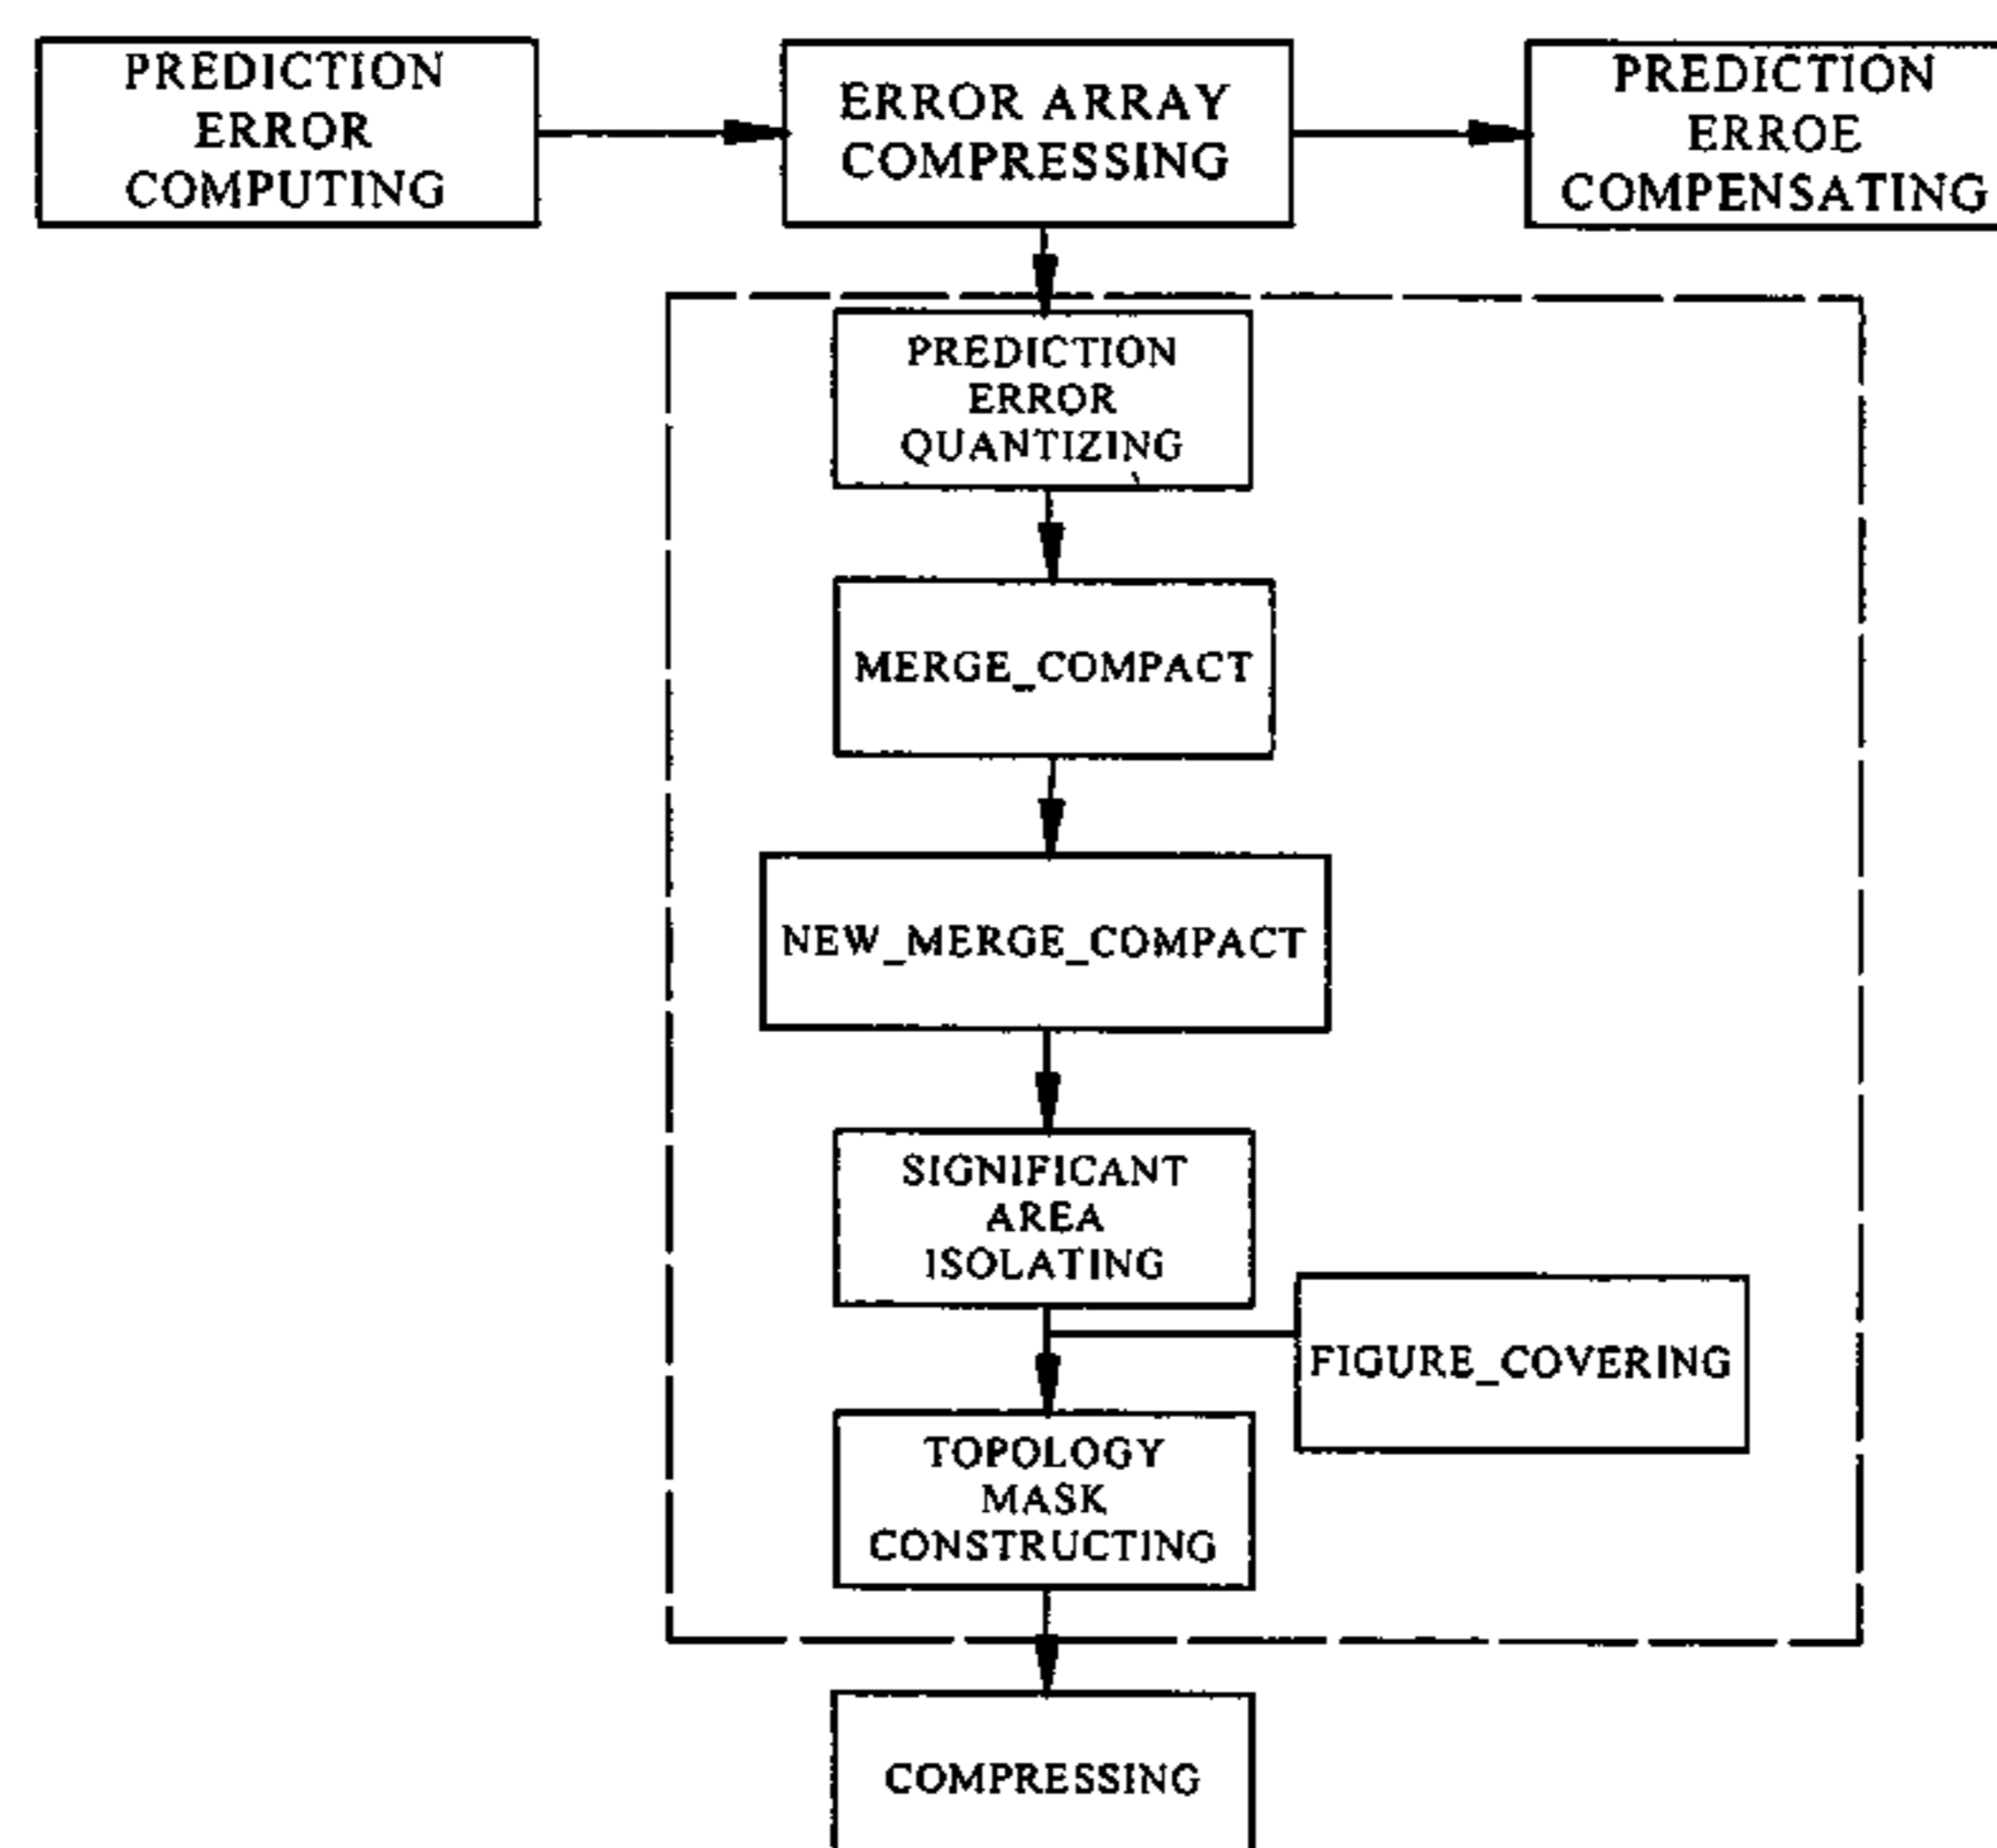 PREDICTION
ERROR
COMPUTING
ERROR ARRAY
COMPRESSING
PREDICTION
ERROE
COMPENSATING
PREDICTION
ERROR
QUANTIZING
MERGE_COMPACT
NEW_MERGE_COMPACT
SIGNIFICANT
AREA
ISOLATING
FIGURE_COVERING
TOPOLOGY
MASK
CONSTRUCTING
COMPRESSING